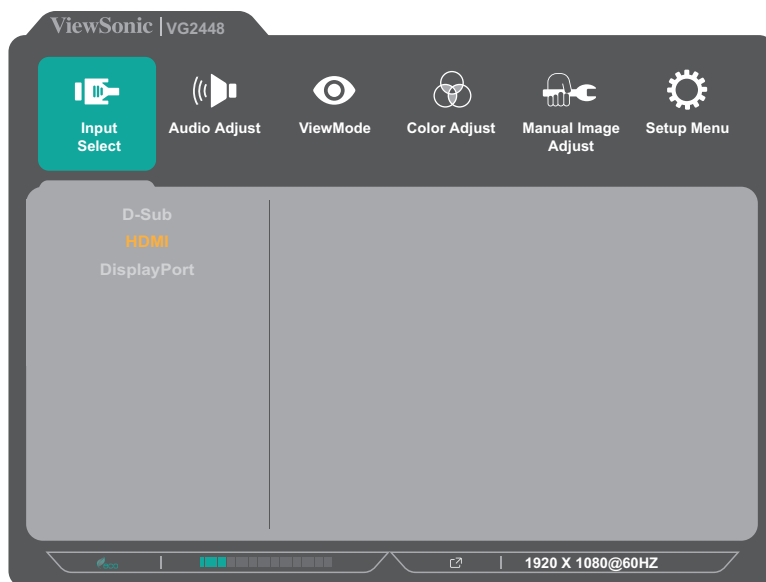 ViewSonic | VG2448
Input
Select
Audio Adjust
ViewMode
Color Adjust
Manual Image
Adjust
Setup Menu
D-Sub
HDMI
DisplayPort
eco
1920 X 1080@60HZ